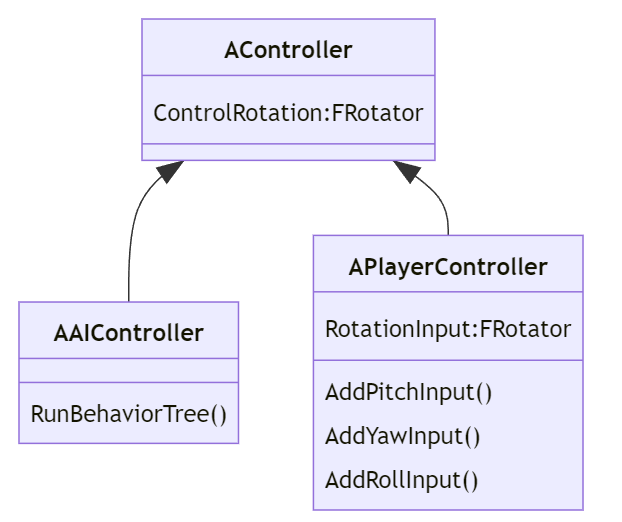 AController
ControlRotation:FRotator
AAIController
RunBehaviorTree()
APlayerController
RotationInput:FRotator
AddPitchInput()
AddYawInput()
AddRollInput()